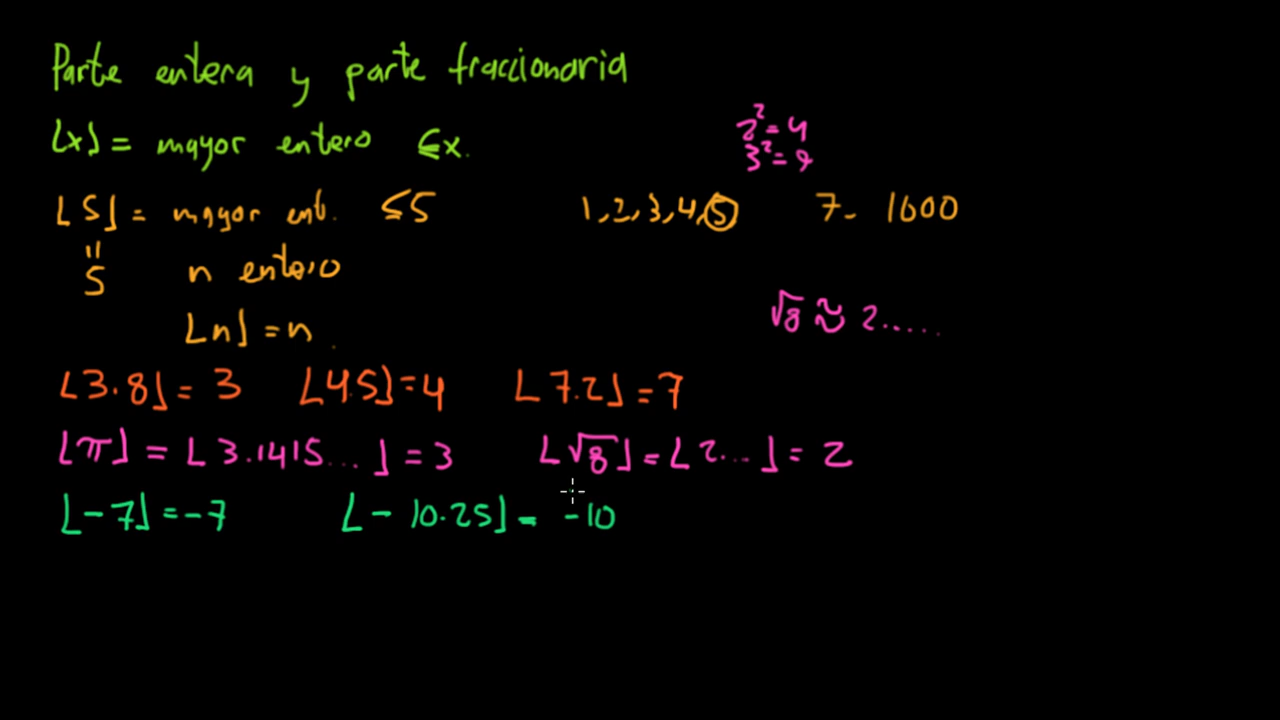 Parte entera y parte fraccionaria
⌊x⌋ = mayor entero ≤x.
2² = 4
3² = 9
⌊5⌋ = mayor ent. ≤5 1,2,3,4,5 7- 1000
"
5 n entero
⌊n⌋ = n.
√8 ≈ 2.....
⌊3.8⌋ = 3 ⌊4.5⌋ = 4 ⌊7.2⌋ = 7
⌊π⌋ = ⌊3.1415...⌋ = 3 ⌊√8⌋ = ⌊2...⌋ = 2
⌊-7⌋ = -7 ⌊-10.25⌋ = -10